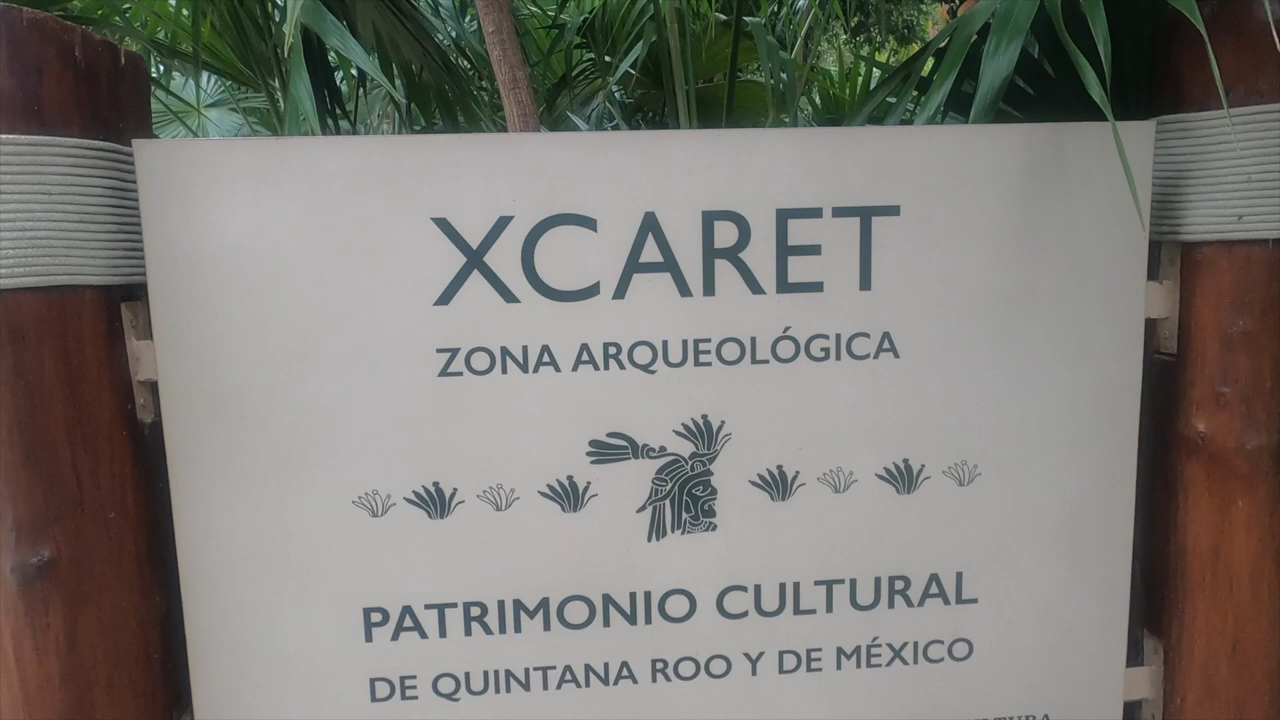 XCARET
ZONA ARQUEOLÓGICA
PATRIMONIO CULTURAL
DE QUINTANA ROO Y DE MÉXICO